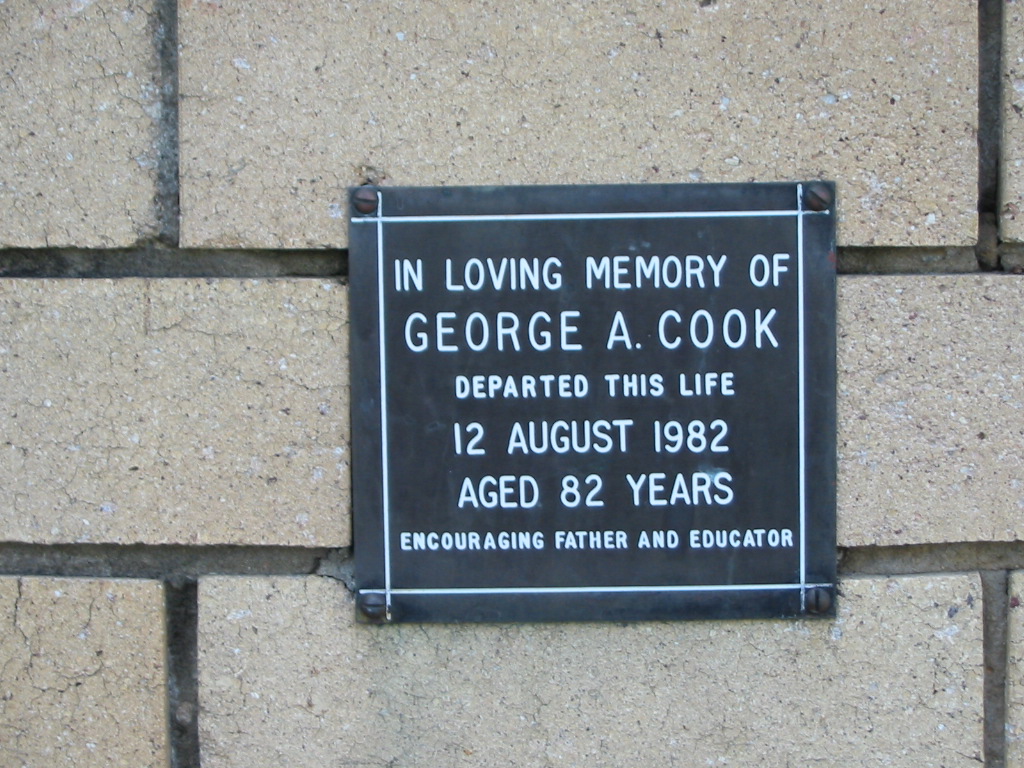 IN LOVING MEMORY OF
GEORGE A. COOK
DEPARTED THIS LIFE
12 AUGUST 1982
AGED 82 YEARS
ENCOURAGING FATHER AND EDUCATOR